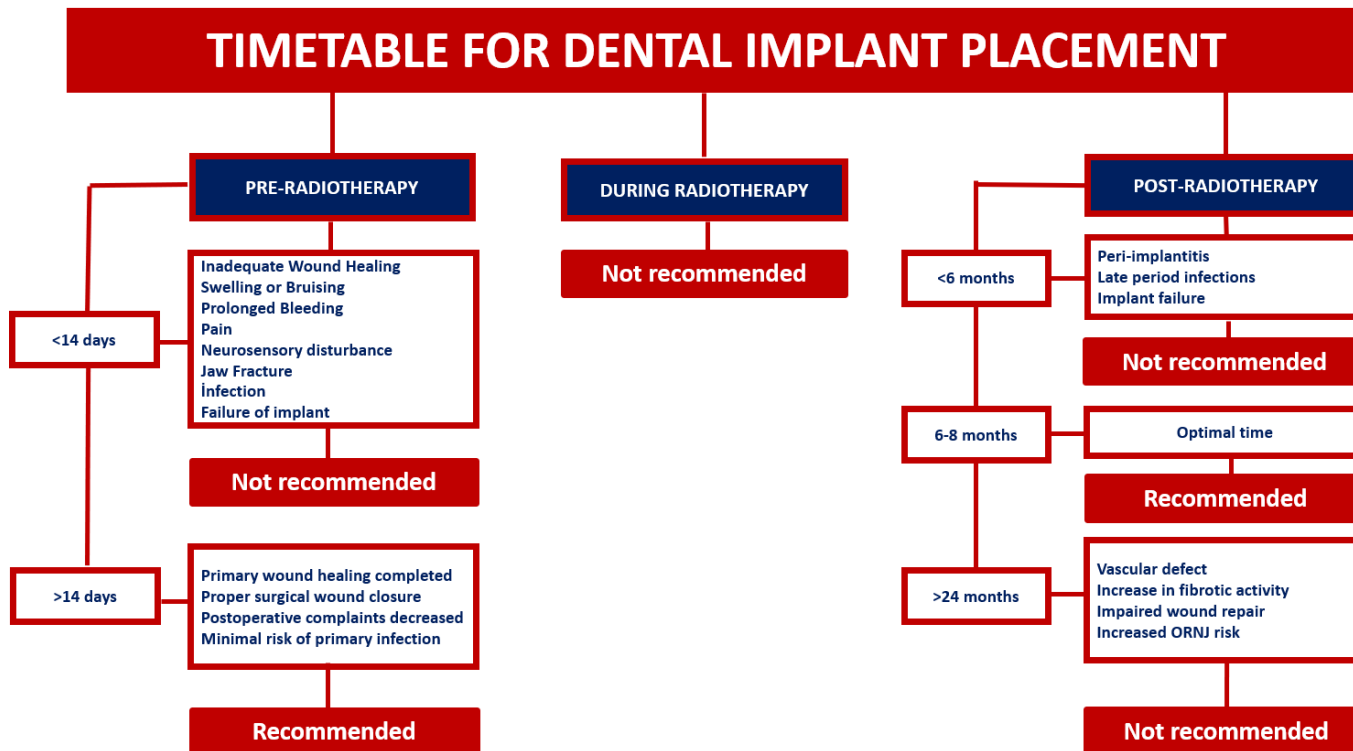 TIMETABLE FOR DENTAL IMPLANT PLACEMENT
PRE-RADIOTHERAPY
<14 days
Inadequate Wound Healing
Swelling or Bruising
Prolonged Bleeding
Pain
Neurosensory disturbance
Jaw Fracture
İnfection
Failure of implant
Not recommended
>14 days
Primary wound healing completed
Proper surgical wound closure
Postoperative complaints decreased
Minimal risk of primary infection
Recommended
DURING RADIOTHERAPY
Not recommended
POST-RADIOTHERAPY
<6 months
Peri-implantitis
Late period infections
Implant failure
Not recommended
6-8 months
Optimal time
Recommended
>24 months
Vascular defect
Increase in fibrotic activity
Impaired wound repair
Increased ORNJ risk
Not recommended